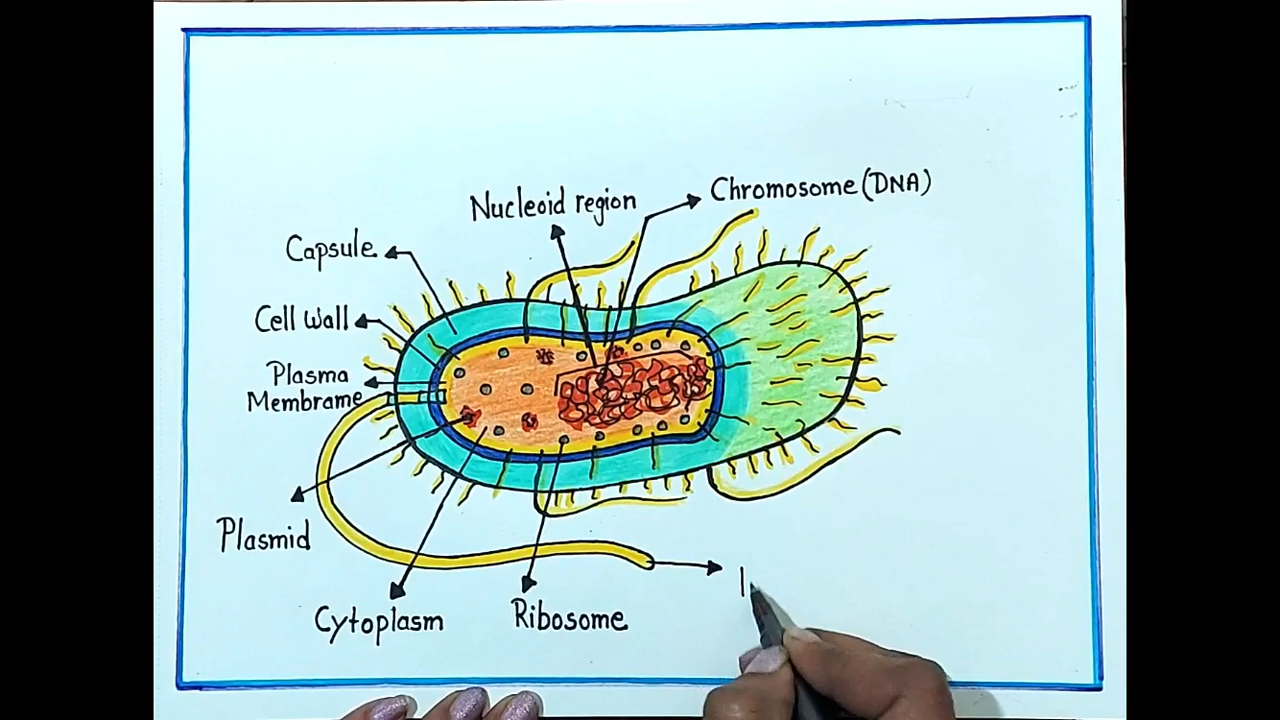 Nucleoid region
Chromosome (DNA)
Capsule
Cell Wall
Plasma
Membrame
Plasmid
Cytoplasm
Ribosome